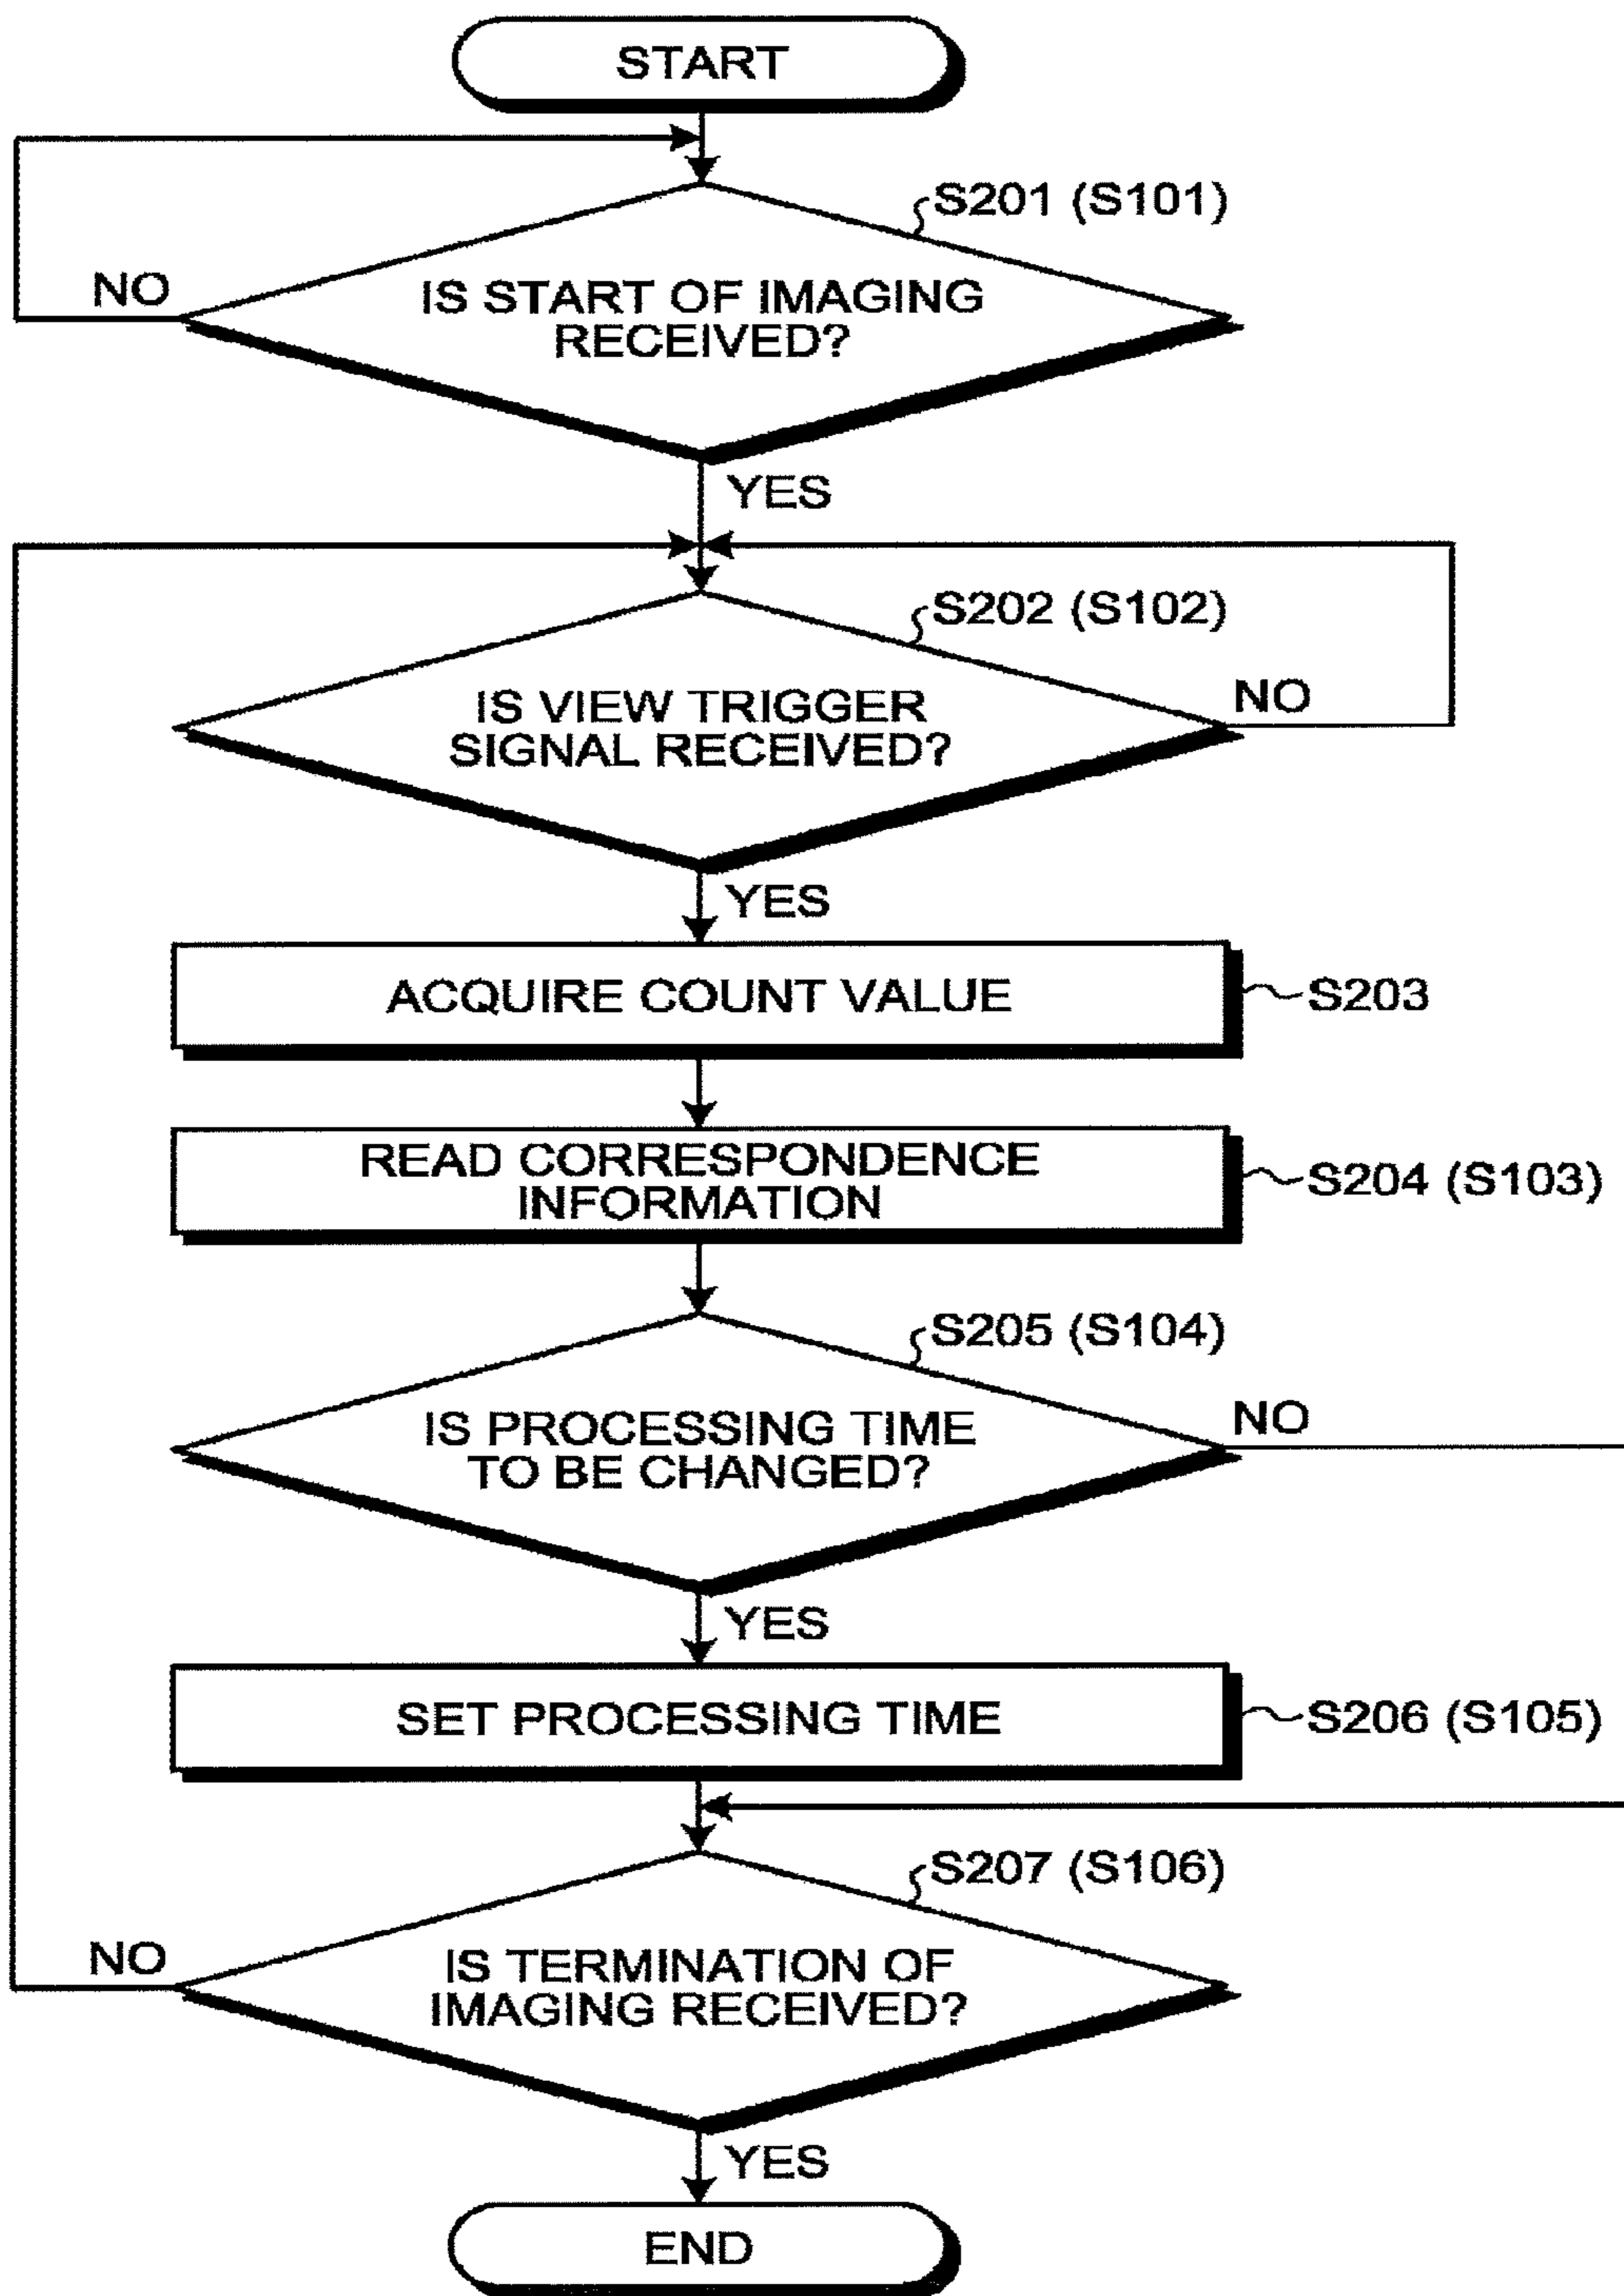 START
S201 (S101)
NO
IS START OF IMAGING
RECEIVED?
YES
S202 (S102)
NO
IS VIEW TRIGGER
SIGNAL RECEIVED?
YES
ACQUIRE COUNT VALUE
S203
READ CORRESPONDENCE
INFORMATION
S204 (S103)
S205 (S104)
NO
IS PROCESSING TIME
TO BE CHANGED?
YES
SET PROCESSING TIME
S206 (S105)
S207 (S106)
NO
IS TERMINATION OF
IMAGING RECEIVED?
YES
END